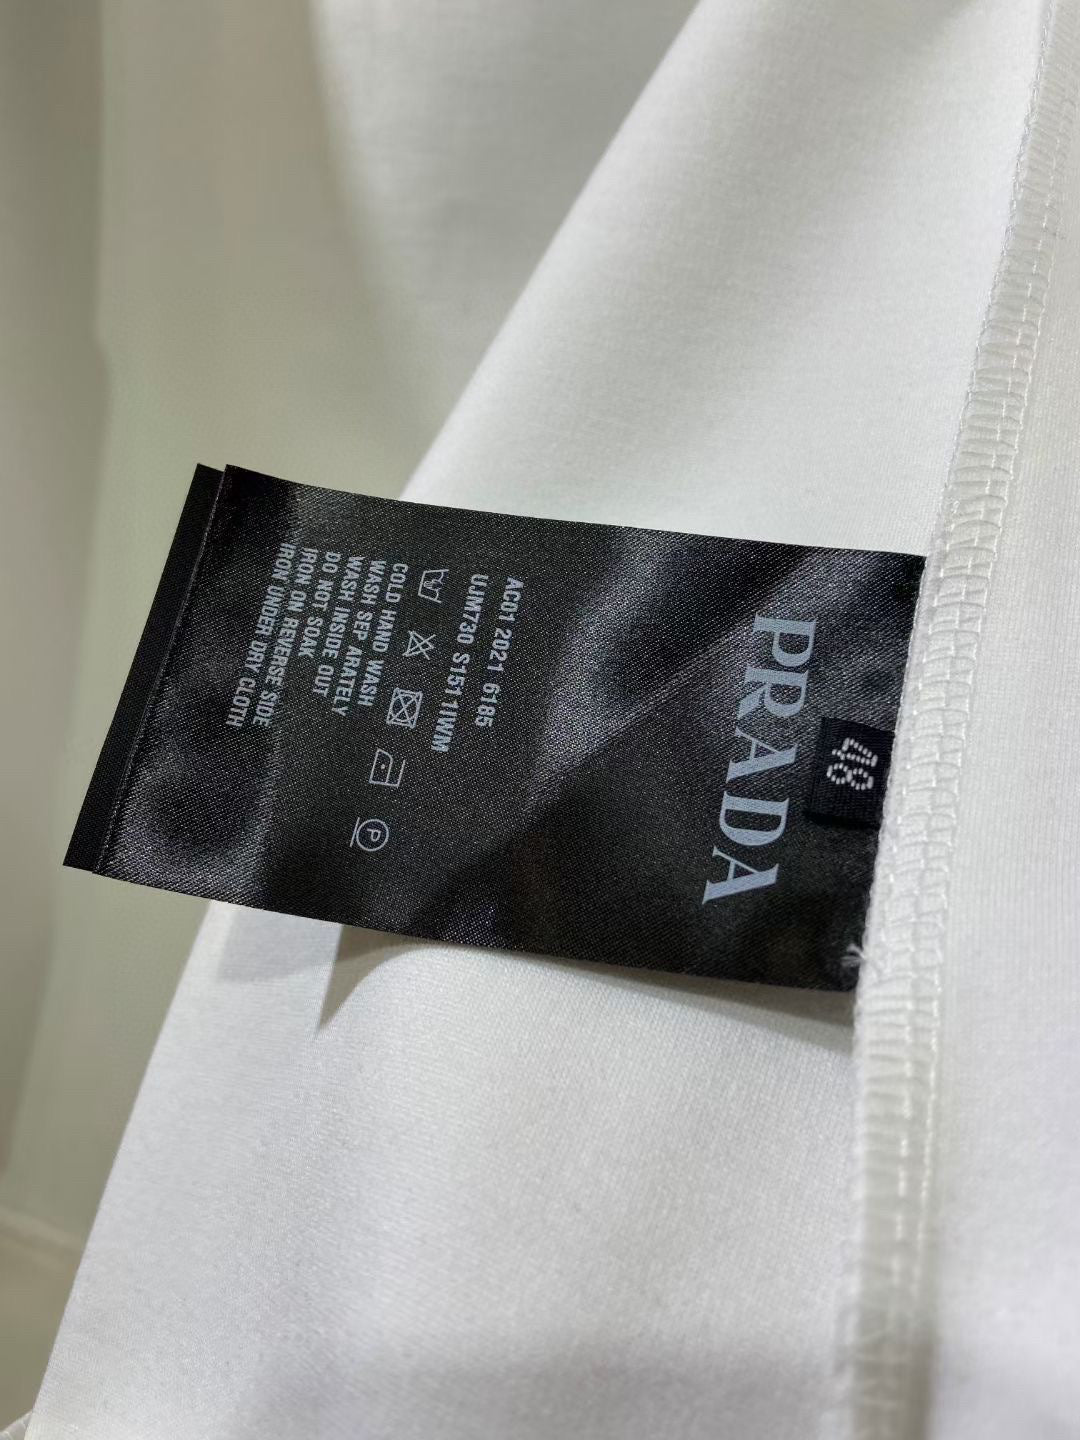 48
PRADA
AC01 2021 6185
UJM730 S151 1IWM
P
COLD HAND WASH
WASH SEP ARATELY
WASH INSIDE OUT
DO NOT SOAK
IRON ON REVERSE SIDE
IRON UNDER DRY CLOTH